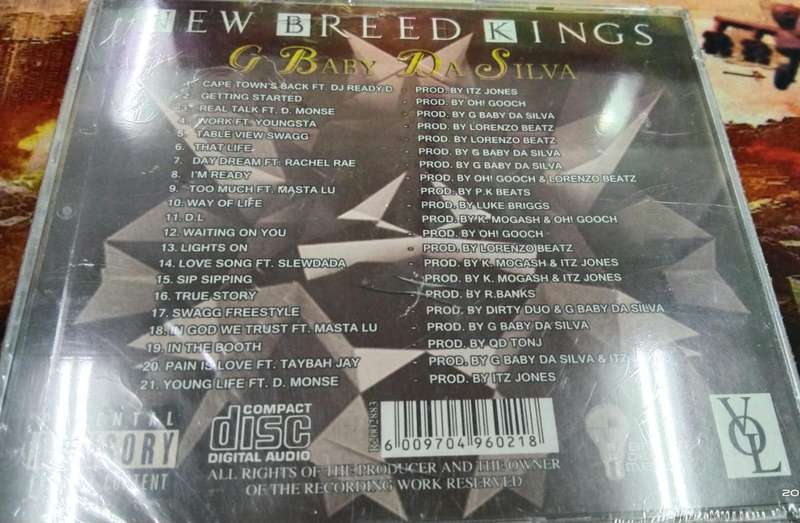 NEW BREED KINGS
G BABY DA SILVA
1. CAPE TOWN'S BACK FT. DJ READY D - PROD. BY ITZ JONES
2. GETTING STARTED - PROD. BY OH! GOOCH
3. REAL TALK FT. D. MONSE - PROD. BY G BABY DA SILVA
4. WORK FT. YOUNGSTA - PROD. BY LORENZO BEATZ
5. TABLE VIEW SWAGG - PROD. BY LORENZO BEATZ
6. THAT LIFE - PROD. BY G BABY DA SILVA
7. DAY DREAM FT. RACHEL RAE - PROD. BY G BABY DA SILVA
8. I'M READY - PROD. BY OH! GOOCH & LORENZO BEATZ
9. TOO MUCH FT. MASTA LU - PROD. BY P.K BEATS
10. WAY OF LIFE - PROD. BY LUKE BRIGGS
11. D.L PROD. BY K. MOGASH & OH! GOOCH
12. WAITING ON YOU - PROD. BY OH! GOOCH
13. LIGHTS ON - PROD. BY LORENZO BEATZ
14. LOVE SONG FT. SLEWDADA - PROD. BY K. MOGASH & ITZ JONES
15. SIP SIPPING - PROD. BY K. MOGASH & ITZ JONES
16. TRUE STORY - PROD. BY R.BANKS
17. SWAGG FREESTYLE PROD. BY DIRTY DUO & G BABY DA SILVA
18. IN GOD WE TRUST FT. MASTA LU - PROD. BY G BABY DA SILVA
19. IN THE BOOTH - PROD. BY QD TONJ
20. PAIN IS LOVE FT. TAYBAH JAY - PROD. BY G BABY DA SILVA & ITZ
21. YOUNG LIFE FT. D. MONSE - PROD. BY ITZ JONES
COMPACT
disc
DIGITAL AUDIO
6 009704 960218
CONTENT
VOGL
ALL RIGHTS OF THE PRODUCER AND THE OWNER
OF THE RECORDING WORK RESERVED
20